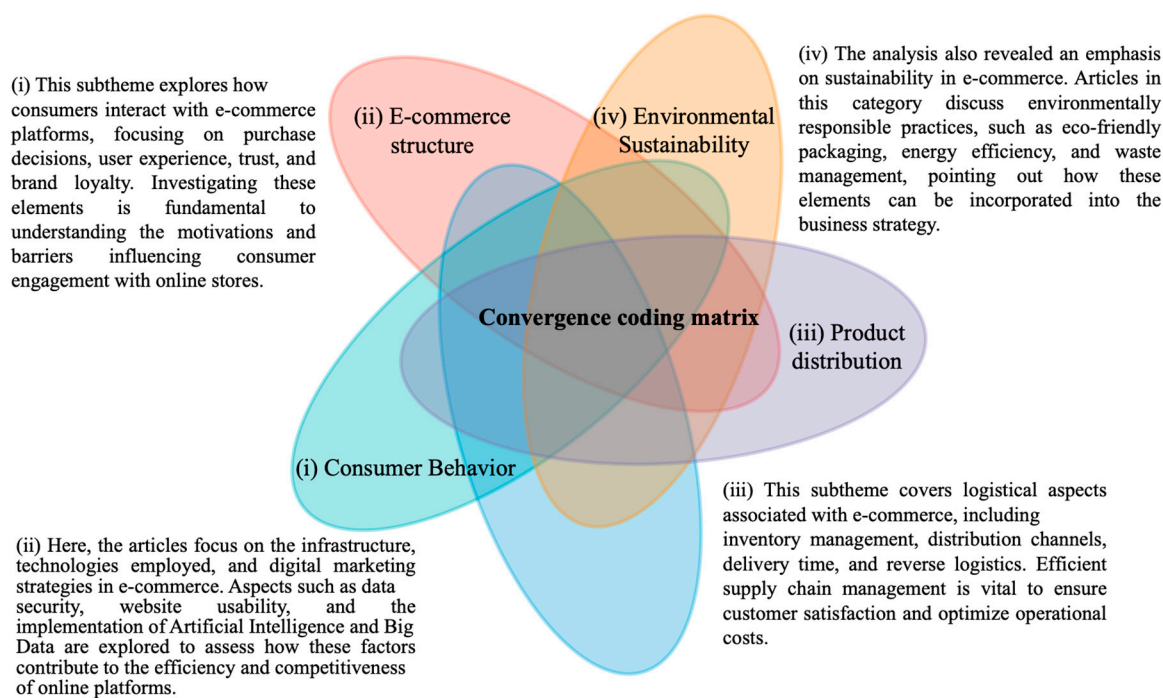 (i) This subtheme explores how
consumers interact with e-commerce
platforms, focusing on purchase
decisions, user experience, trust, and
brand loyalty. Investigating these
elements is fundamental to
understanding the motivations and
barriers influencing consumer
engagement with online stores.
(ii) E-commerce
structure
(iv) Environmental
Sustainability
(iv) The analysis also revealed an emphasis
on sustainability in e-commerce. Articles in
this category discuss environmentally
responsible practices, such as eco-friendly
packaging, energy efficiency, and waste
management, pointing out how these
elements can be incorporated into the
business strategy.
Convergence coding matrix
(iii) Product
distribution
(i) Consumer Behavior
(ii) Here, the articles focus on the infrastructure,
technologies employed, and digital marketing
strategies in e-commerce. Aspects such as data
security, website usability, and the
implementation of Artificial Intelligence and Big
Data are explored to assess how these factors
contribute to the efficiency and competitiveness
of online platforms.
(iii) This subtheme covers logistical aspects
associated with e-commerce, including
inventory management, distribution channels,
delivery time, and reverse logistics. Efficient
supply chain management is vital to ensure
customer satisfaction and optimize operational
costs.